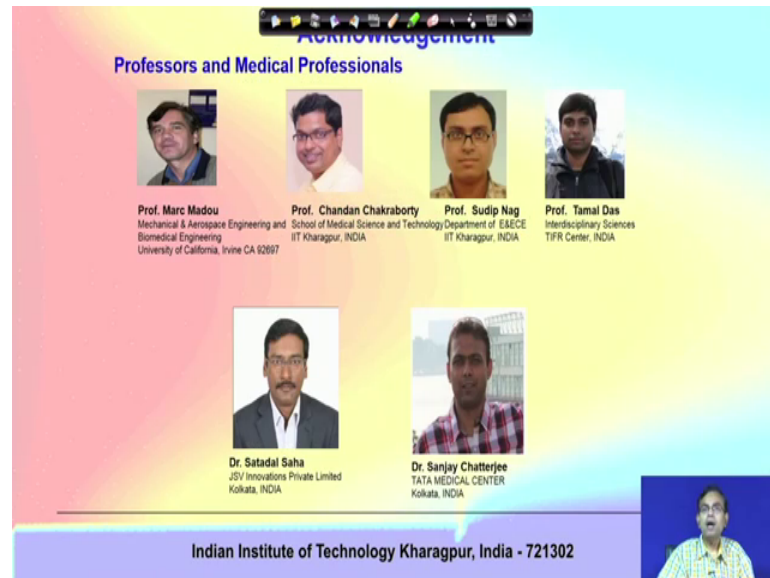 Acknowledgement
Professors and Medical Professionals
Prof. Marc Madou
Mechanical & Aerospace Engineering and
Biomedical Engineering
University of California, Irvine CA 92697
Prof. Chandan Chakraborty
School of Medical Science and Technology
IIT Kharagpur, INDIA
Prof. Sudip Nag
Department of E&ECE
IIT Kharagpur, INDIA
Prof. Tamal Das
Interdisciplinary Sciences
TIFR Center, INDIA
Dr. Satadal Saha
JSV Innovations Private Limited
Kolkata, INDIA
Dr. Sanjay Chatterjee
TATA MEDICAL CENTER
Kolkata, INDIA
Indian Institute of Technology Kharagpur, India - 721302